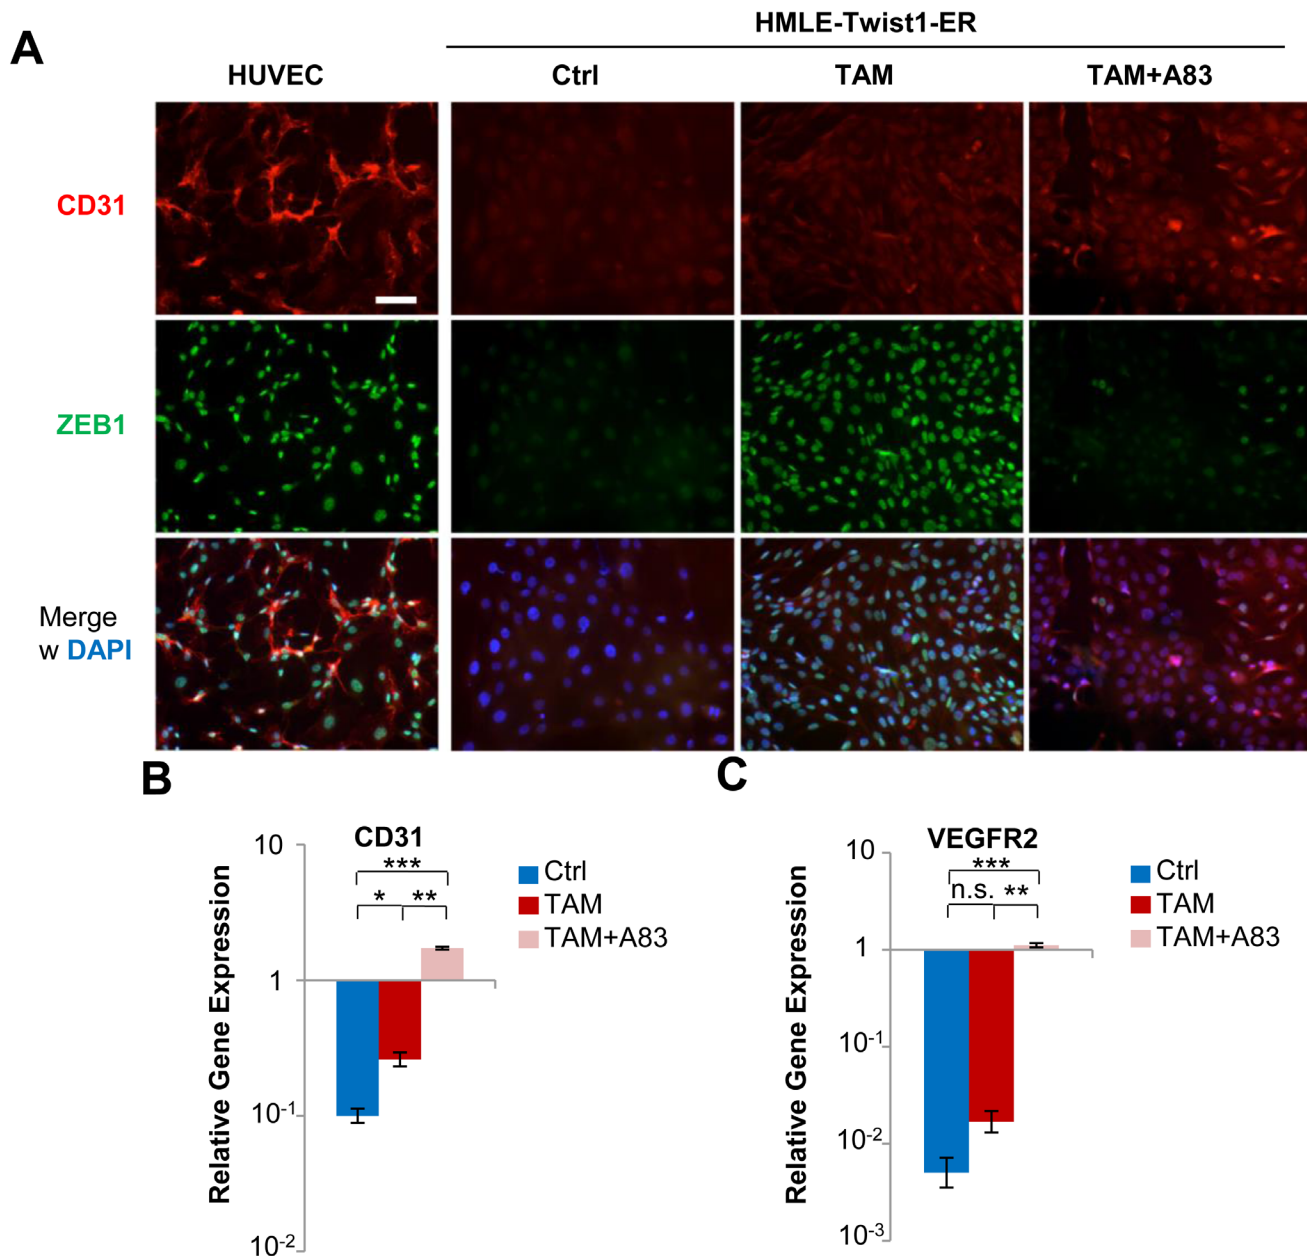 A
HMLE-Twist1-ER
HUVEC
Ctrl
TAM
TAM+A83
CD31
ZEB1
Merge
w DAPI
B
CD31
Relative Gene Expression
10
1
10-1
10-2
***
* **
Ctrl
TAM
TAM+A83
C
VEGFR2
Relative Gene Expression
10
1
10-1
10-2
10-3
***
n.s. **
Ctrl
TAM
TAM+A83